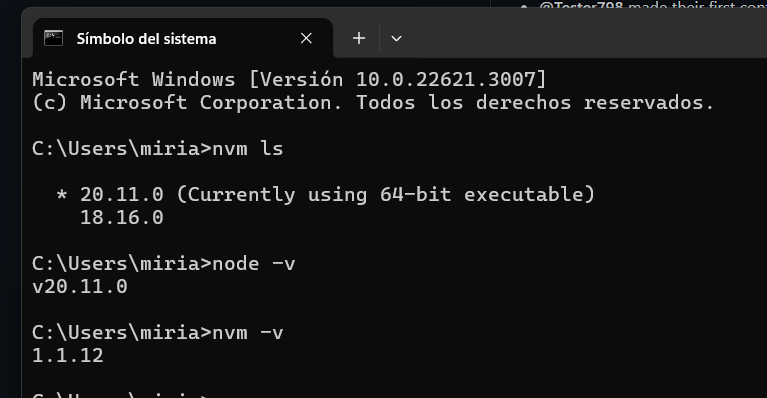 @Tester798 made their first con
Símbolo del sistema
Microsoft Windows [Versión 10.0.22621.3007]
(c) Microsoft Corporation. Todos los derechos reservados.
C:\Users\miria>nvm ls
* 20.11.0 (Currently using 64-bit executable)
18.16.0
C:\Users\miria>node -v
v20.11.0
C:\Users\miria>nvm -v
1.1.12
C:\Users\miria>